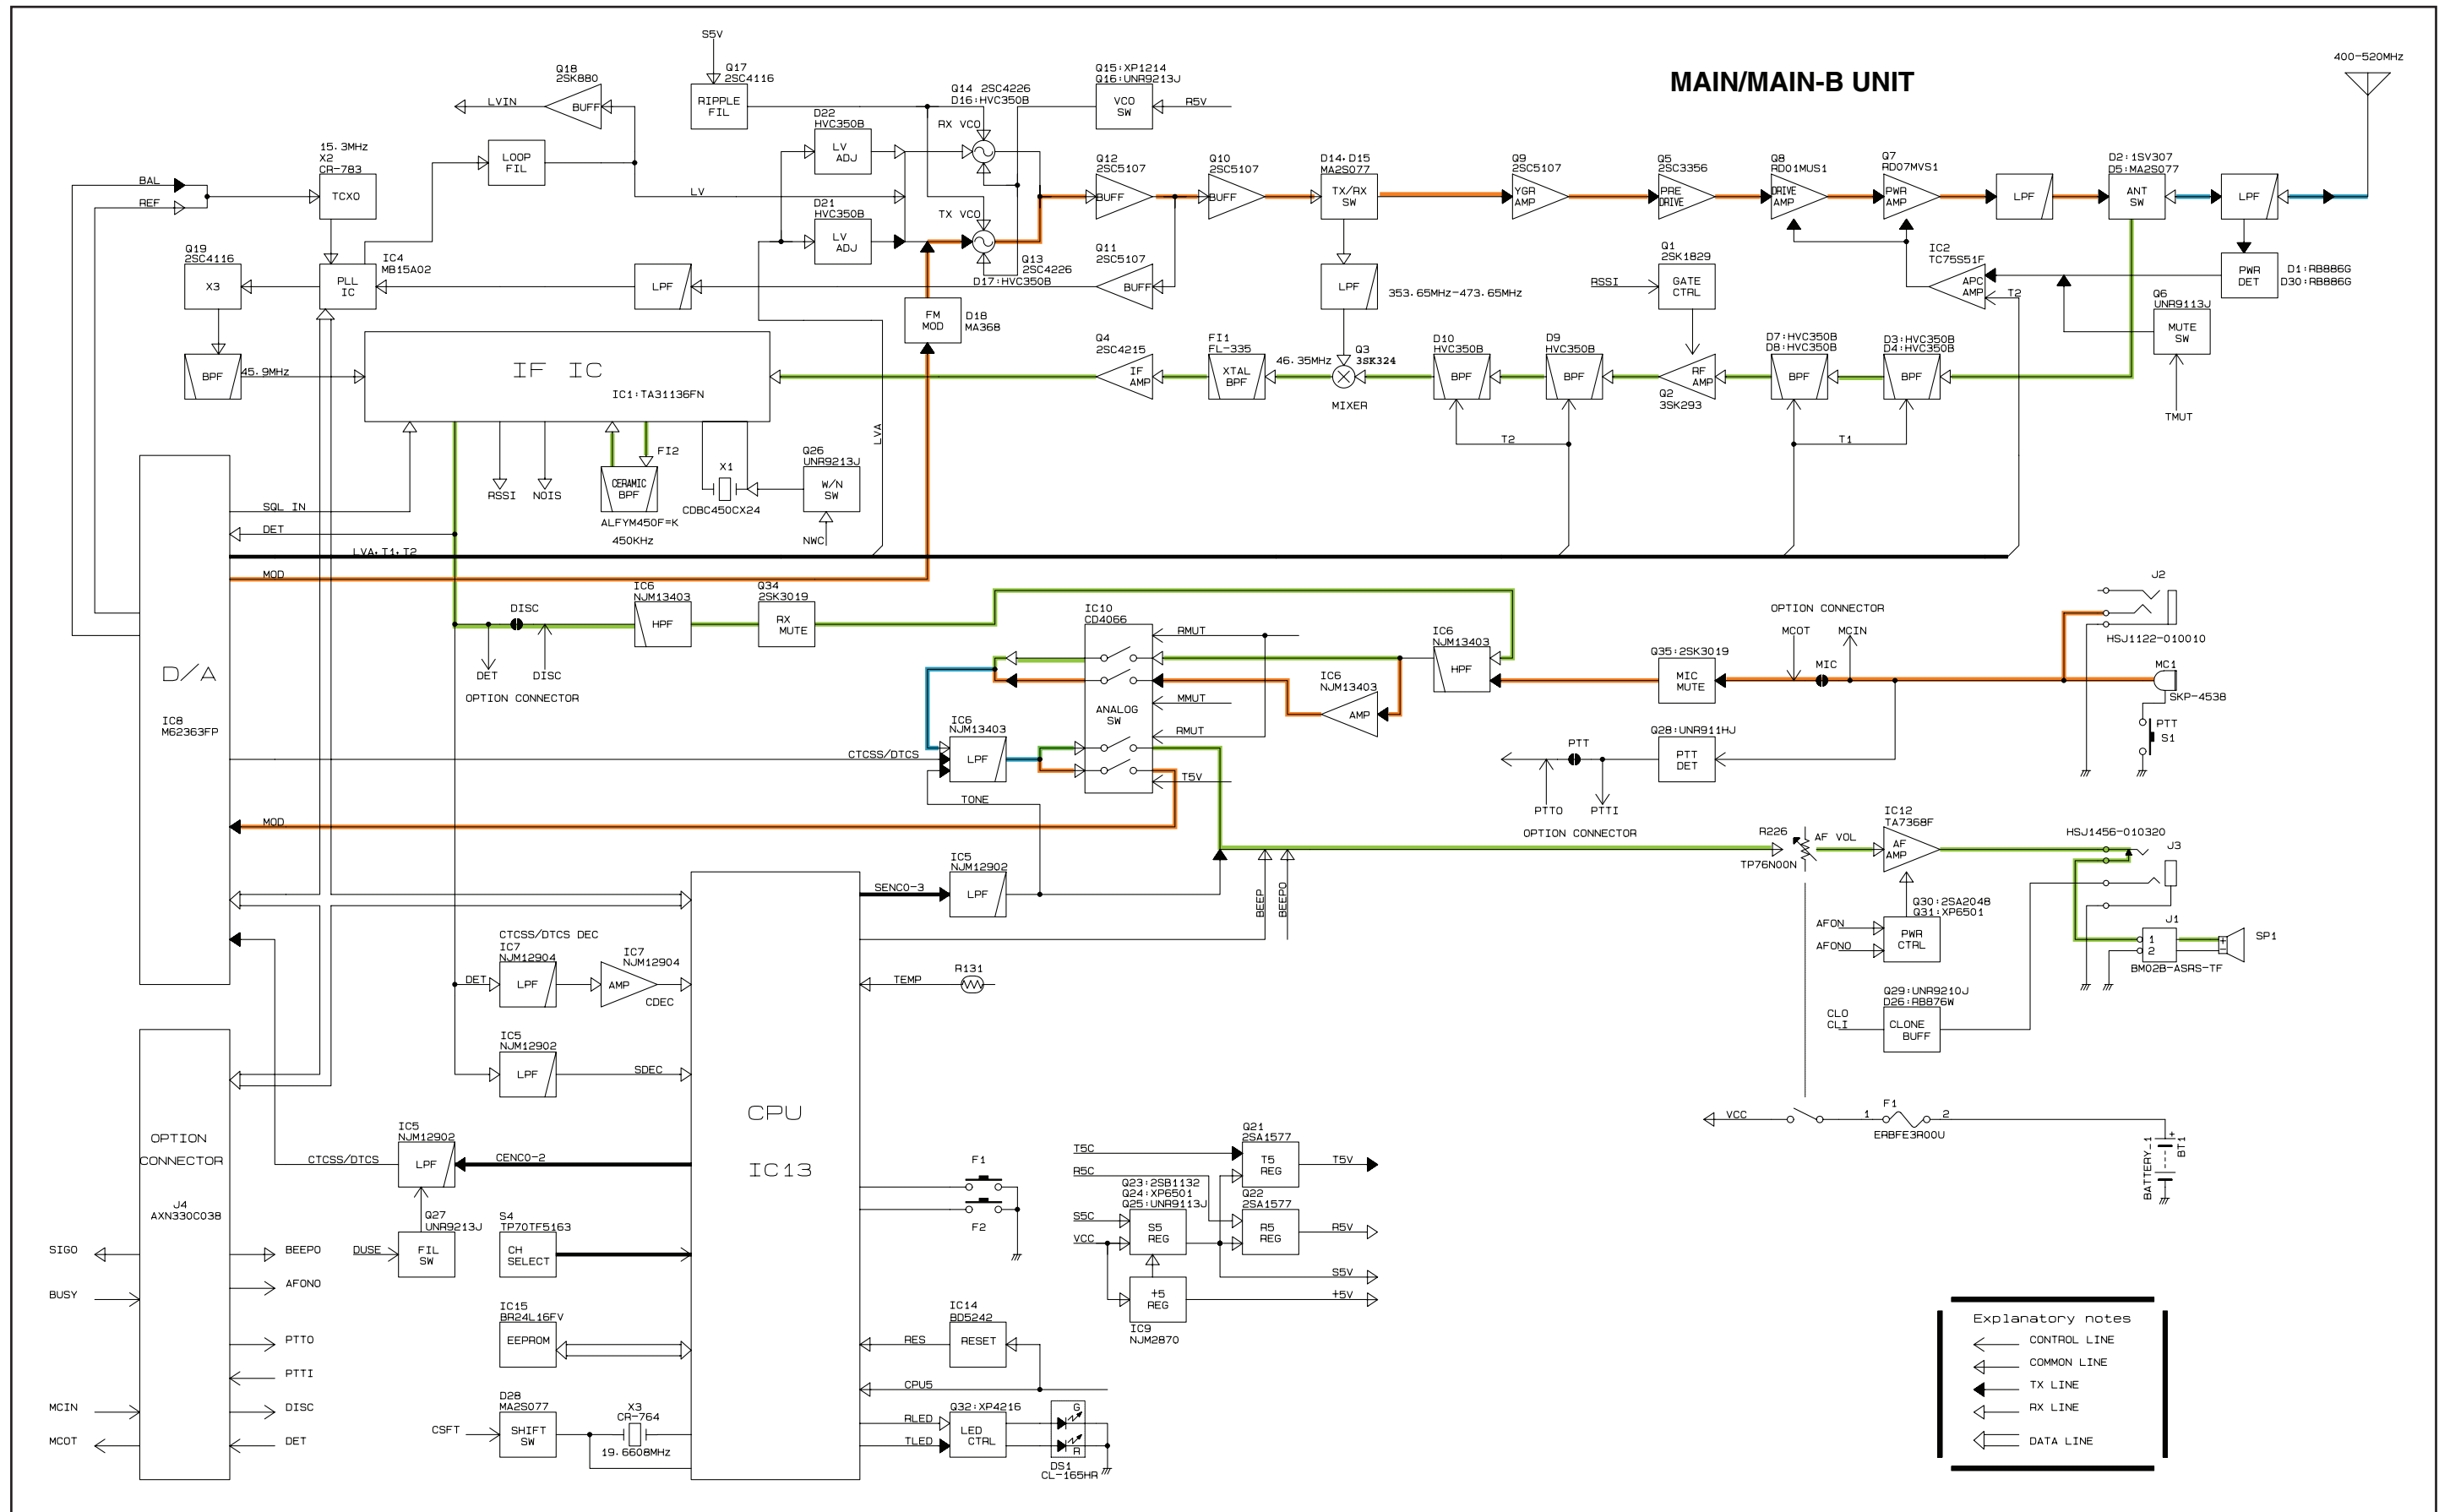 MAIN/MAIN-B UNIT
400-520MHz
S5V
Q18
2SK880
BUFF
LVIN
Q17
2SC4116
RIPPLE
FIL
Q14 2SC4226
D16:HVC350B
RX VCO
Q15:XP1214
Q16:UNR9213J
VCO
SW
R5V
D22
HVC350B
LV
ADJ
15.3MHz
X2
CR-783
TCXO
LOOP
FIL
BAL
REF
LV
D21
HVC350B
LV
ADJ
TX VCO
Q13
2SC4226
D17:HVC350B
Q12
2SC5107
BUFF
Q10
2SC5107
BUFF
D14,D15
MA2S077
TX/RX
SW
Q9
2SC5107
YGR
AMP
Q5
2SC3356
PRE
DRIVE
Q8
RD01MUS1
DRIVE
AMP
Q7
RD07MVS1
PWR
AMP
LPF
D2:1SV307
D5:MA2S077
ANT
SW
LPF
Q19
2SC4116
X3
IC4
MB15A02
PLL
IC
LPF
Q11
2SC5107
BUFF
FM
MOD
D18
MA368
LPF
353.65MHz-473.65MHz
Q1
2SK1829
RSSI
GATE
CTRL
IC2
TC75S51F
APC
AMP
T2
PWR
DET
D1:RB886G
D30:RB886G
Q6
UNR9113J
MUTE
SW
TMUT
BPF
45.9MHz
IF IC
IC1:TA31136FN
Q4
2SC4215
IF
AMP
FI1
FL-335
XTAL
BPF
46.35MHz
Q3
3SK324
MIXER
D10
HVC350B
BPF
D9
HVC350B
BPF
RF
AMP
Q2
3SK293
D7:HVC350B
D8:HVC350B
BPF
D3:HVC350B
D4:HVC350B
BPF
T2
T1
LVA
RSSI
NOIS
FI2
CERAMIC
BPF
ALFYM450F=K
450KHz
X1
CDBC450CX24
Q26
UNR9213J
W/N
SW
NWC
SQL IN
DET
LVA,T1,T2
MOD
D/A
IC8
M62363FP
DISC
DET
DISC
OPTION CONNECTOR
IC6
NJM13403
HPF
Q34
2SK3019
RX
MUTE
IC10
CD4066
ANALOG
SW
RMUT
MMUT
RMUT
T5V
IC6
NJM13403
AMP
IC6
NJM13403
HPF
Q35:2SK3019
MIC
MUTE
OPTION CONNECTOR
MCOT
MCIN
MIC
J2
HSJ1122-010010
MC1
SKP-4538
PTT
S1
IC6
NJM13403
LPF
CTCSS/DTCS
TONE
Q28:UNR911HJ
PTT
DET
PTT
PTTO
PTTI
OPTION CONNECTOR
MOD
R226
TP76N00N
AF VOL
IC12
TA7368F
AF
AMP
HSJ1456-010320
J3
IC5
NJM12902
LPF
SENC0-3
BEEP
BEEPO
AFON
AFONO
Q30:2SA2048
Q31:XP6501
PWR
CTRL
J1
1
2
BM02B-ASRS-TF
+
−
SP1
CTCSS/DTCS DEC
IC7
NJM12904
DET
LPF
IC7
NJM12904
AMP
CDEC
TEMP
R131
Q29:UNR9210J
D26:RB876W
CLO
CLI
CLONE
BUFF
IC5
NJM12902
LPF
SDEC
CPU
IC13
OPTION
CONNECTOR
J4
AXN330C038
CTCSS/DTCS
IC5
NJM12902
LPF
CENC0-2
VCC
1
F1
2
ERBFE3R00U
BATTERY_1
BT1
+
Q27
UNR9213J
DUSE
FIL
SW
S4
TP70TF5163
CH
SELECT
F1
F2
T5C
R5C
S5C
VCC
Q21
2SA1577
T5
REG
T5V
Q23:2SB1132
Q24:XP6501
Q25:UNR9113J
S5
REG
Q22
2SA1577
R5
REG
R5V
S5V
+5
REG
+5V
IC9
NJM2870
SIGO
BEEPO
AFONO
BUSY
PTTO
PTTI
MCIN
DISC
MCOT
DET
IC15
BR24L16FV
EEPROM
IC14
BD5242
RES
RESET
CPU5
D28
MA2S077
CSFT
SHIFT
SW
X3
CR-764
19.6608MHz
RLED
TLED
Q32:XP4216
LED
CTRL
G
R
DS1
CL-165HR
Explanatory notes
CONTROL LINE
COMMON LINE
TX LINE
RX LINE
DATA LINE